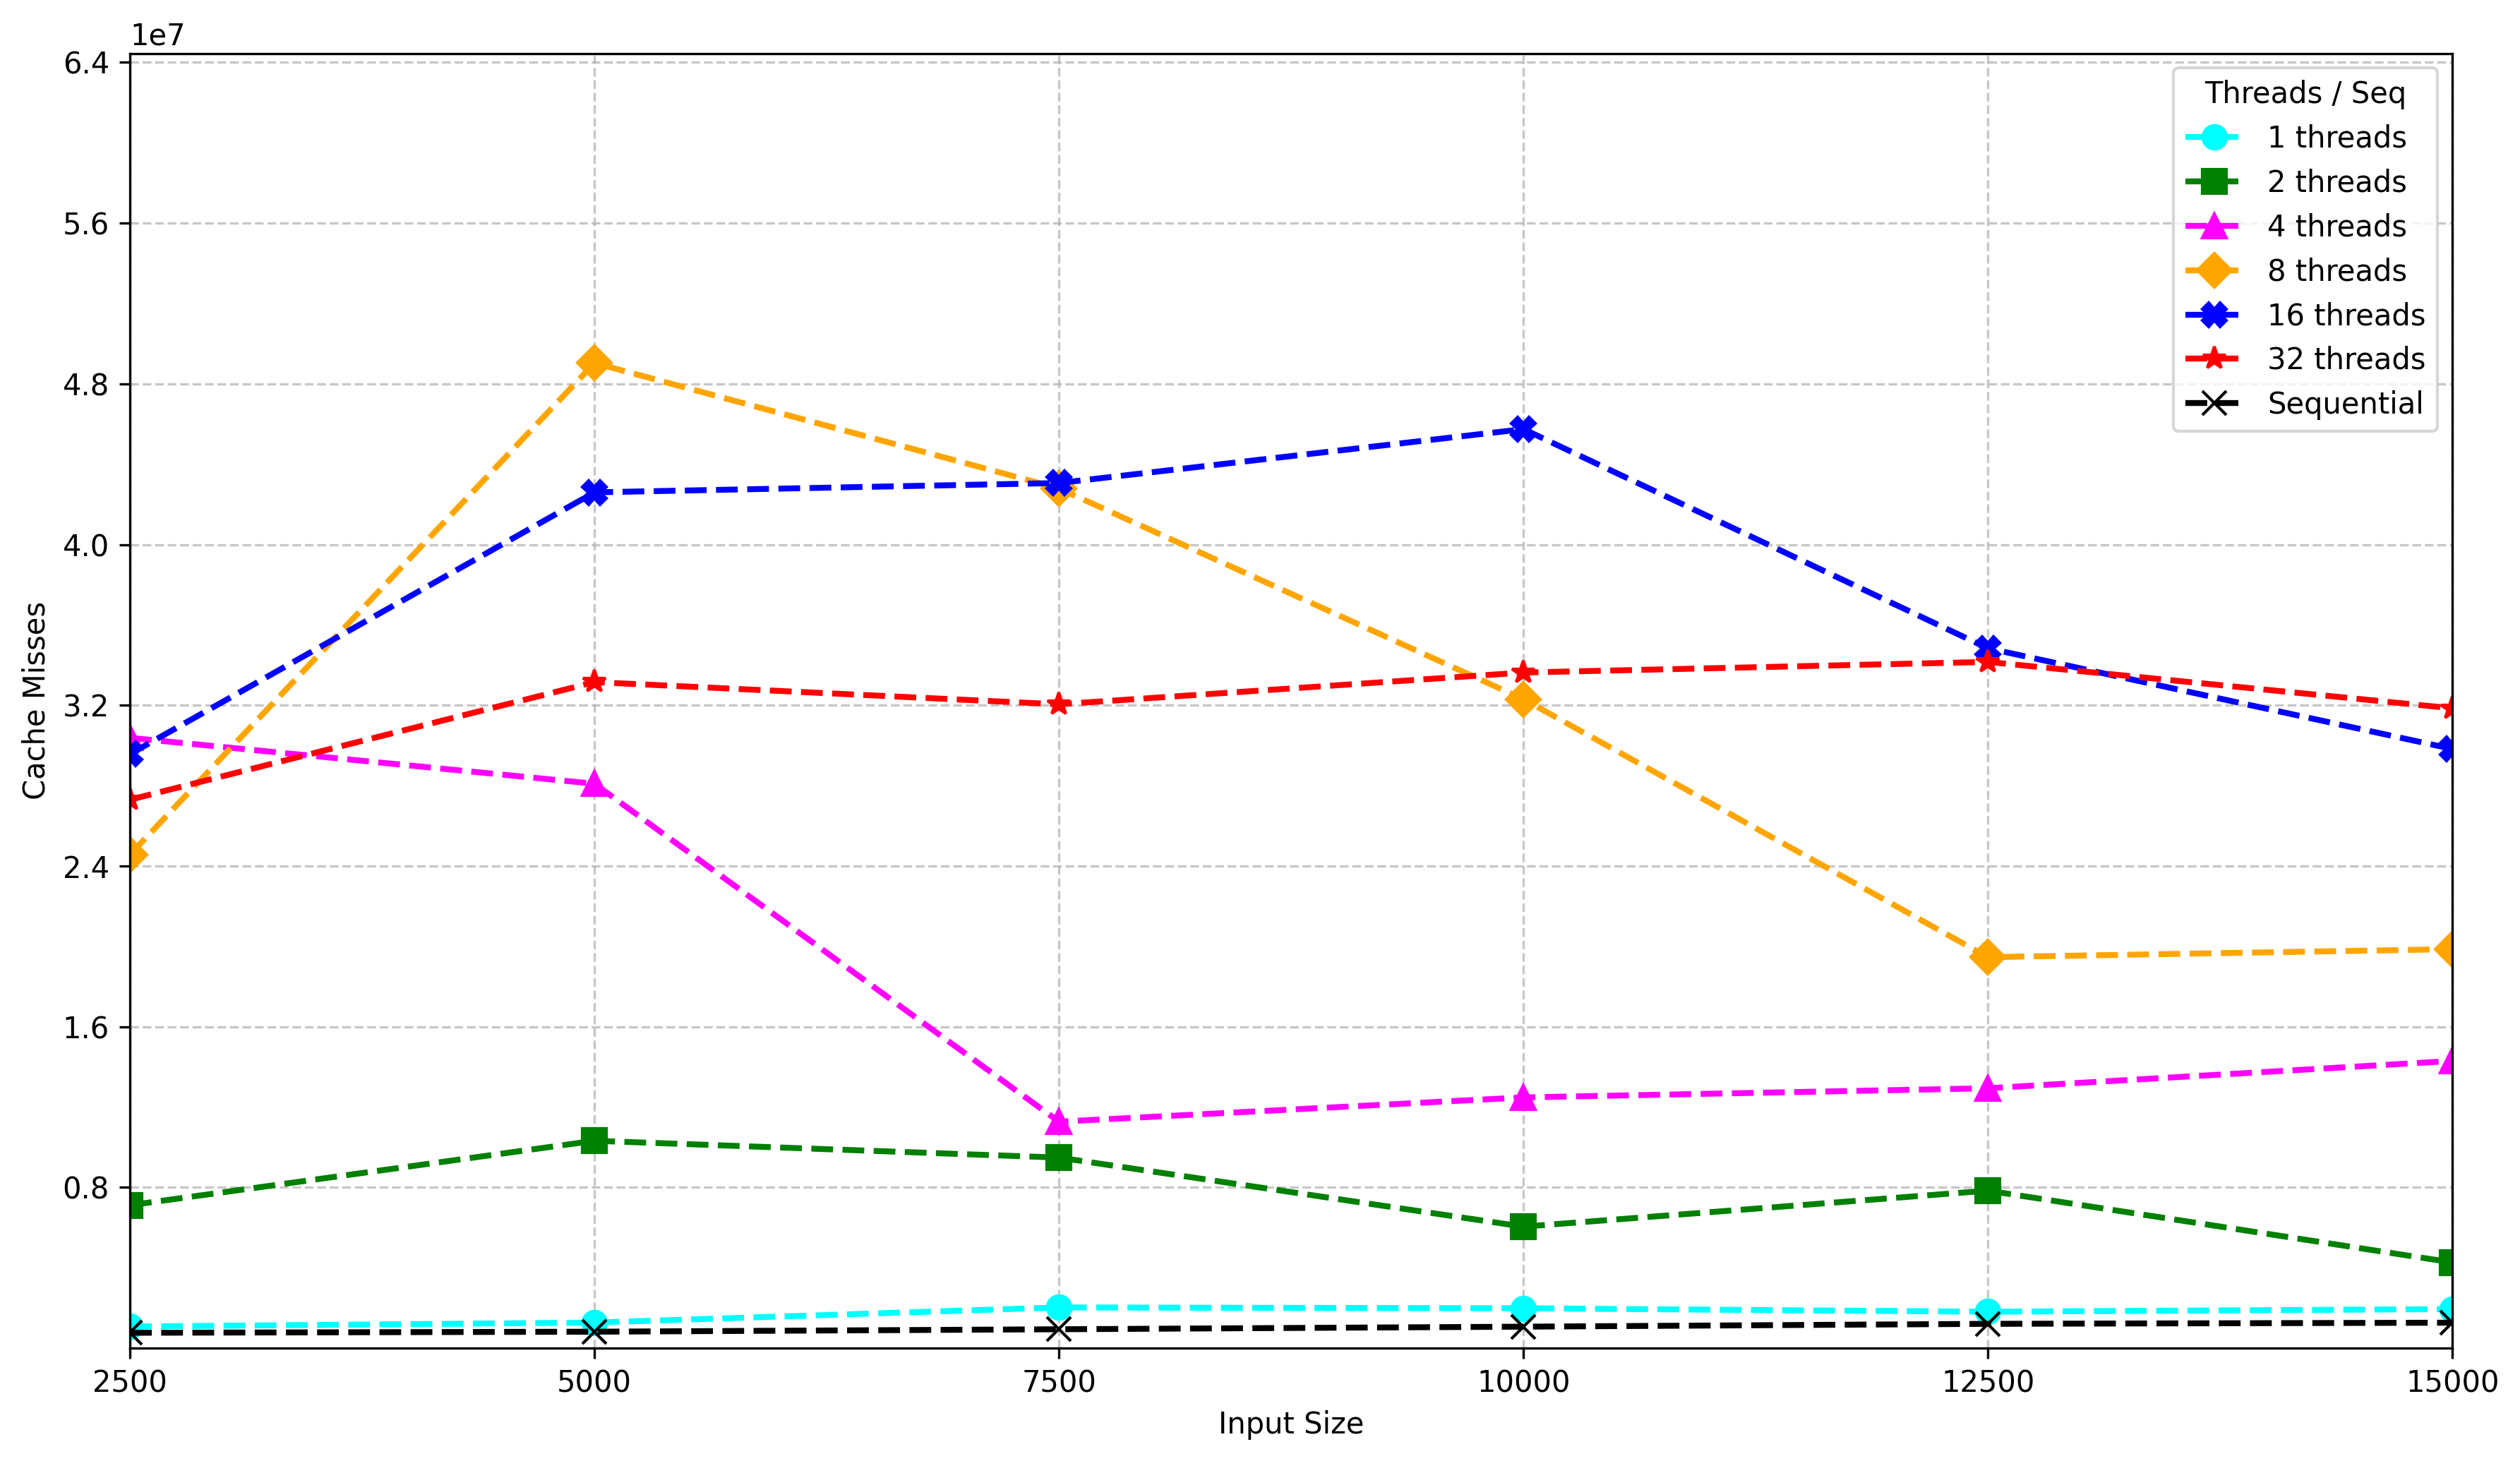 1e7
6.4
5.6
4.8
4.0
3.2
2.4
1.6
0.8
Cache Misses
Threads / Seq
1 threads
2 threads
4 threads
8 threads
16 threads
32 threads
Sequential
2500 5000 7500 10000 12500 15000
Input Size